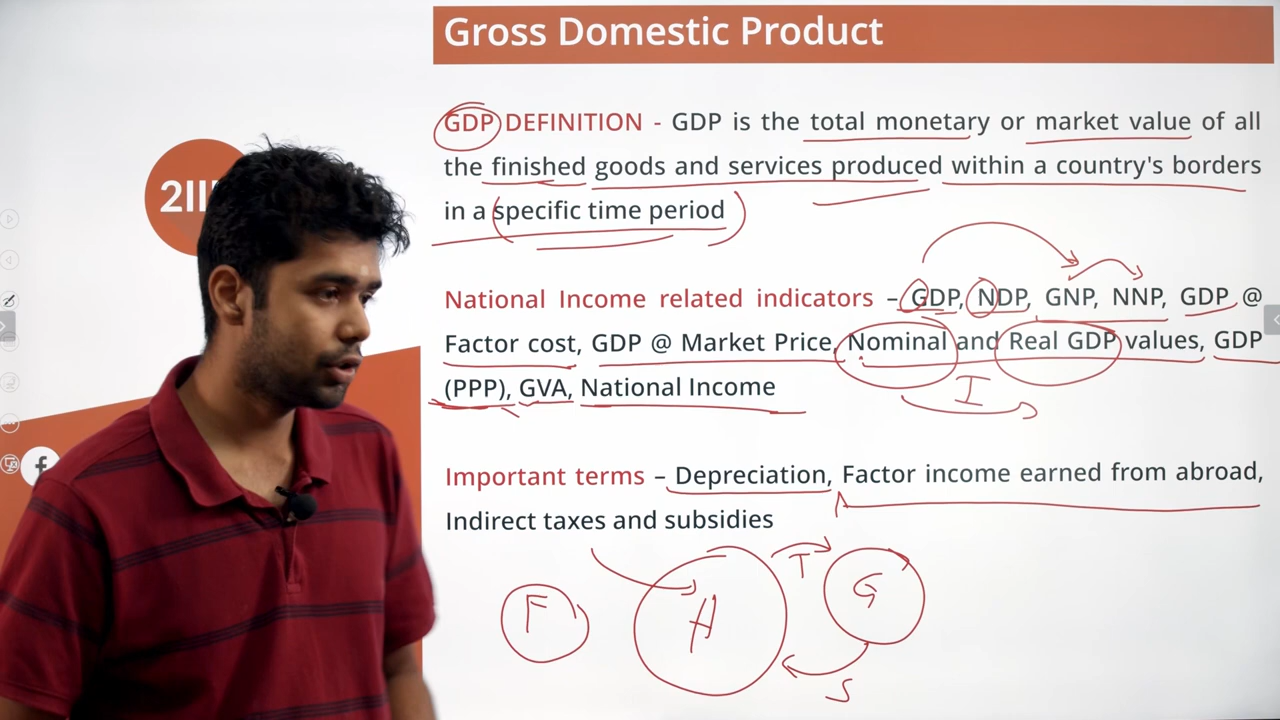 Gross Domestic Product
GDP DEFINITION - GDP is the total monetary or market value of all
the finished goods and services produced within a country's borders
in a specific time period
National Income related indicators – GDP, NDP, GNP, NNP, GDP @
Factor cost, GDP @ Market Price, Nominal and Real GDP values, GDP
(PPP), GVA, National Income
I
Important terms – Depreciation, Factor income earned from abroad,
Indirect taxes and subsidies
T
F
H
G
S
f